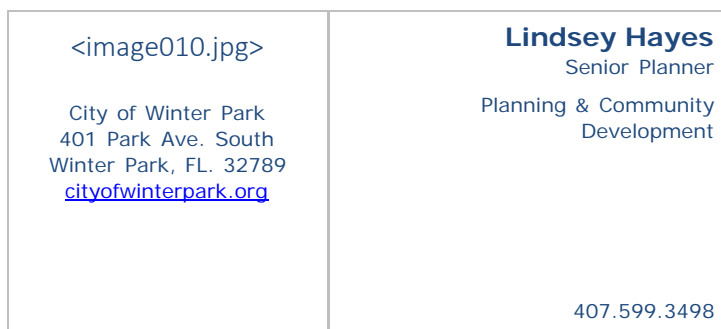 <image010.jpg>
City of Winter Park
401 Park Ave. South
Winter Park, FL. 32789
cityofwinterpark.org
Lindsey Hayes
Senior Planner
Planning & Community
Development
407.599.3498